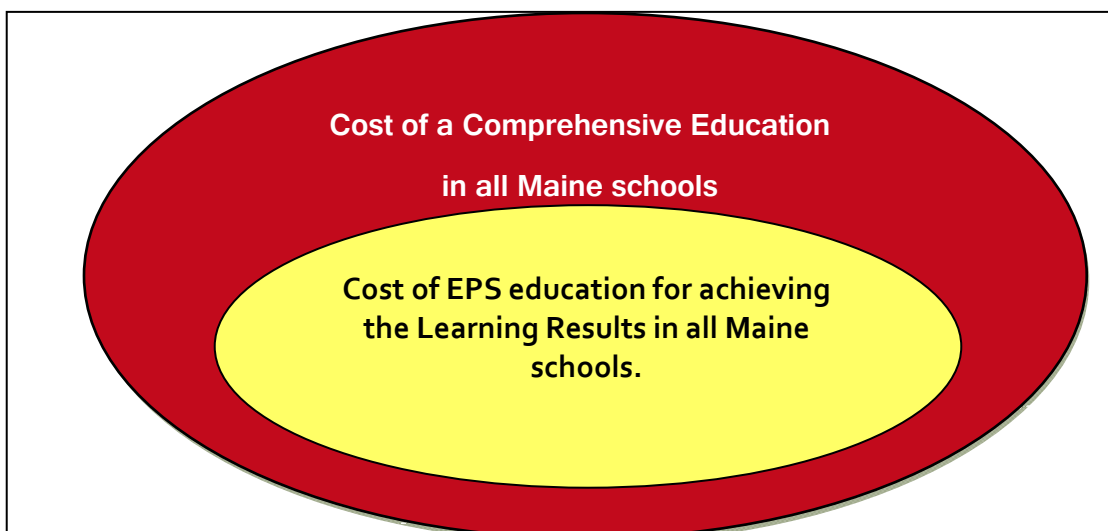 Cost of a Comprehensive Education
in all Maine schools
Cost of EPS education for achieving
the Learning Results in all Maine
schools.